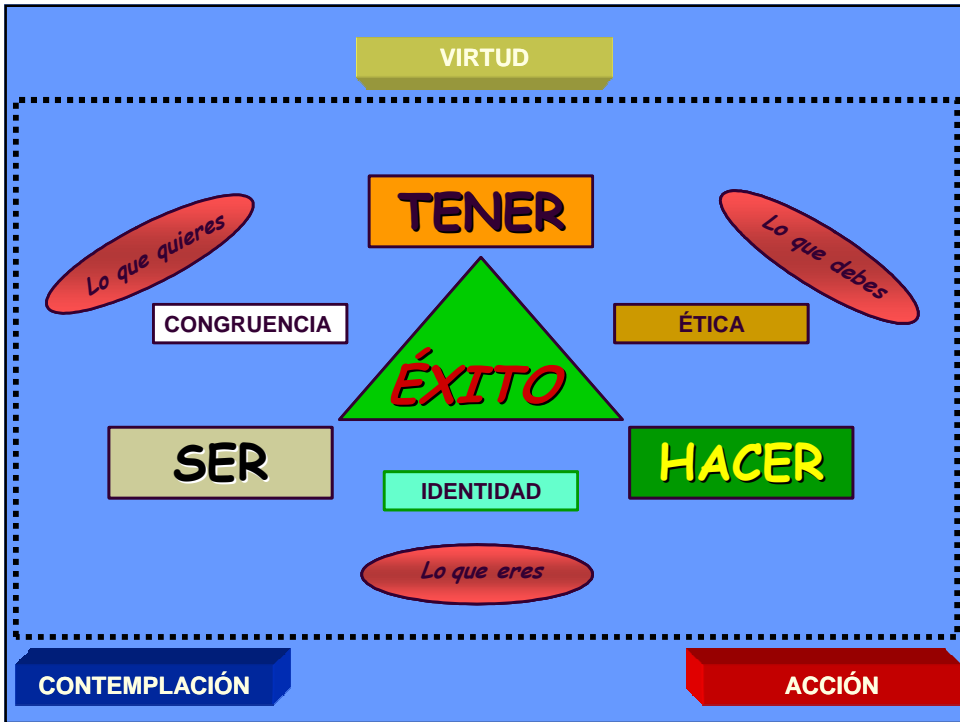 VIRTUD
TENER
Lo que quieres
Lo que debes
CONGRUENCIA
ÉTICA
ÉXITO
SER
HACER
IDENTIDAD
Lo que eres
CONTEMPLACIÓN
ACCIÓN